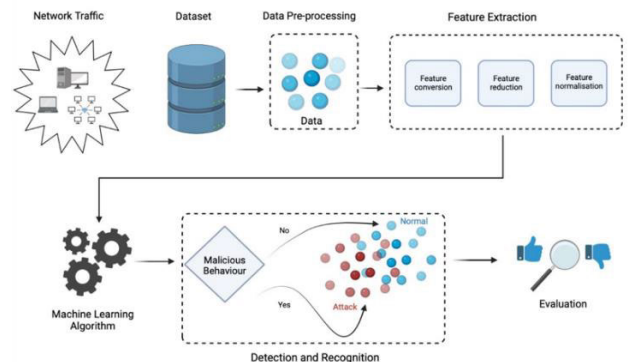 Network Traffic
Dataset
Data Pre-processing
Feature Extraction
Data
Feature
conversion
Feature
reduction
Feature
normalisation
Machine Learning
Algorithm
Malicious
Behaviour
No
Yes
Normal
Attack
Evaluation
Detection and Recognition